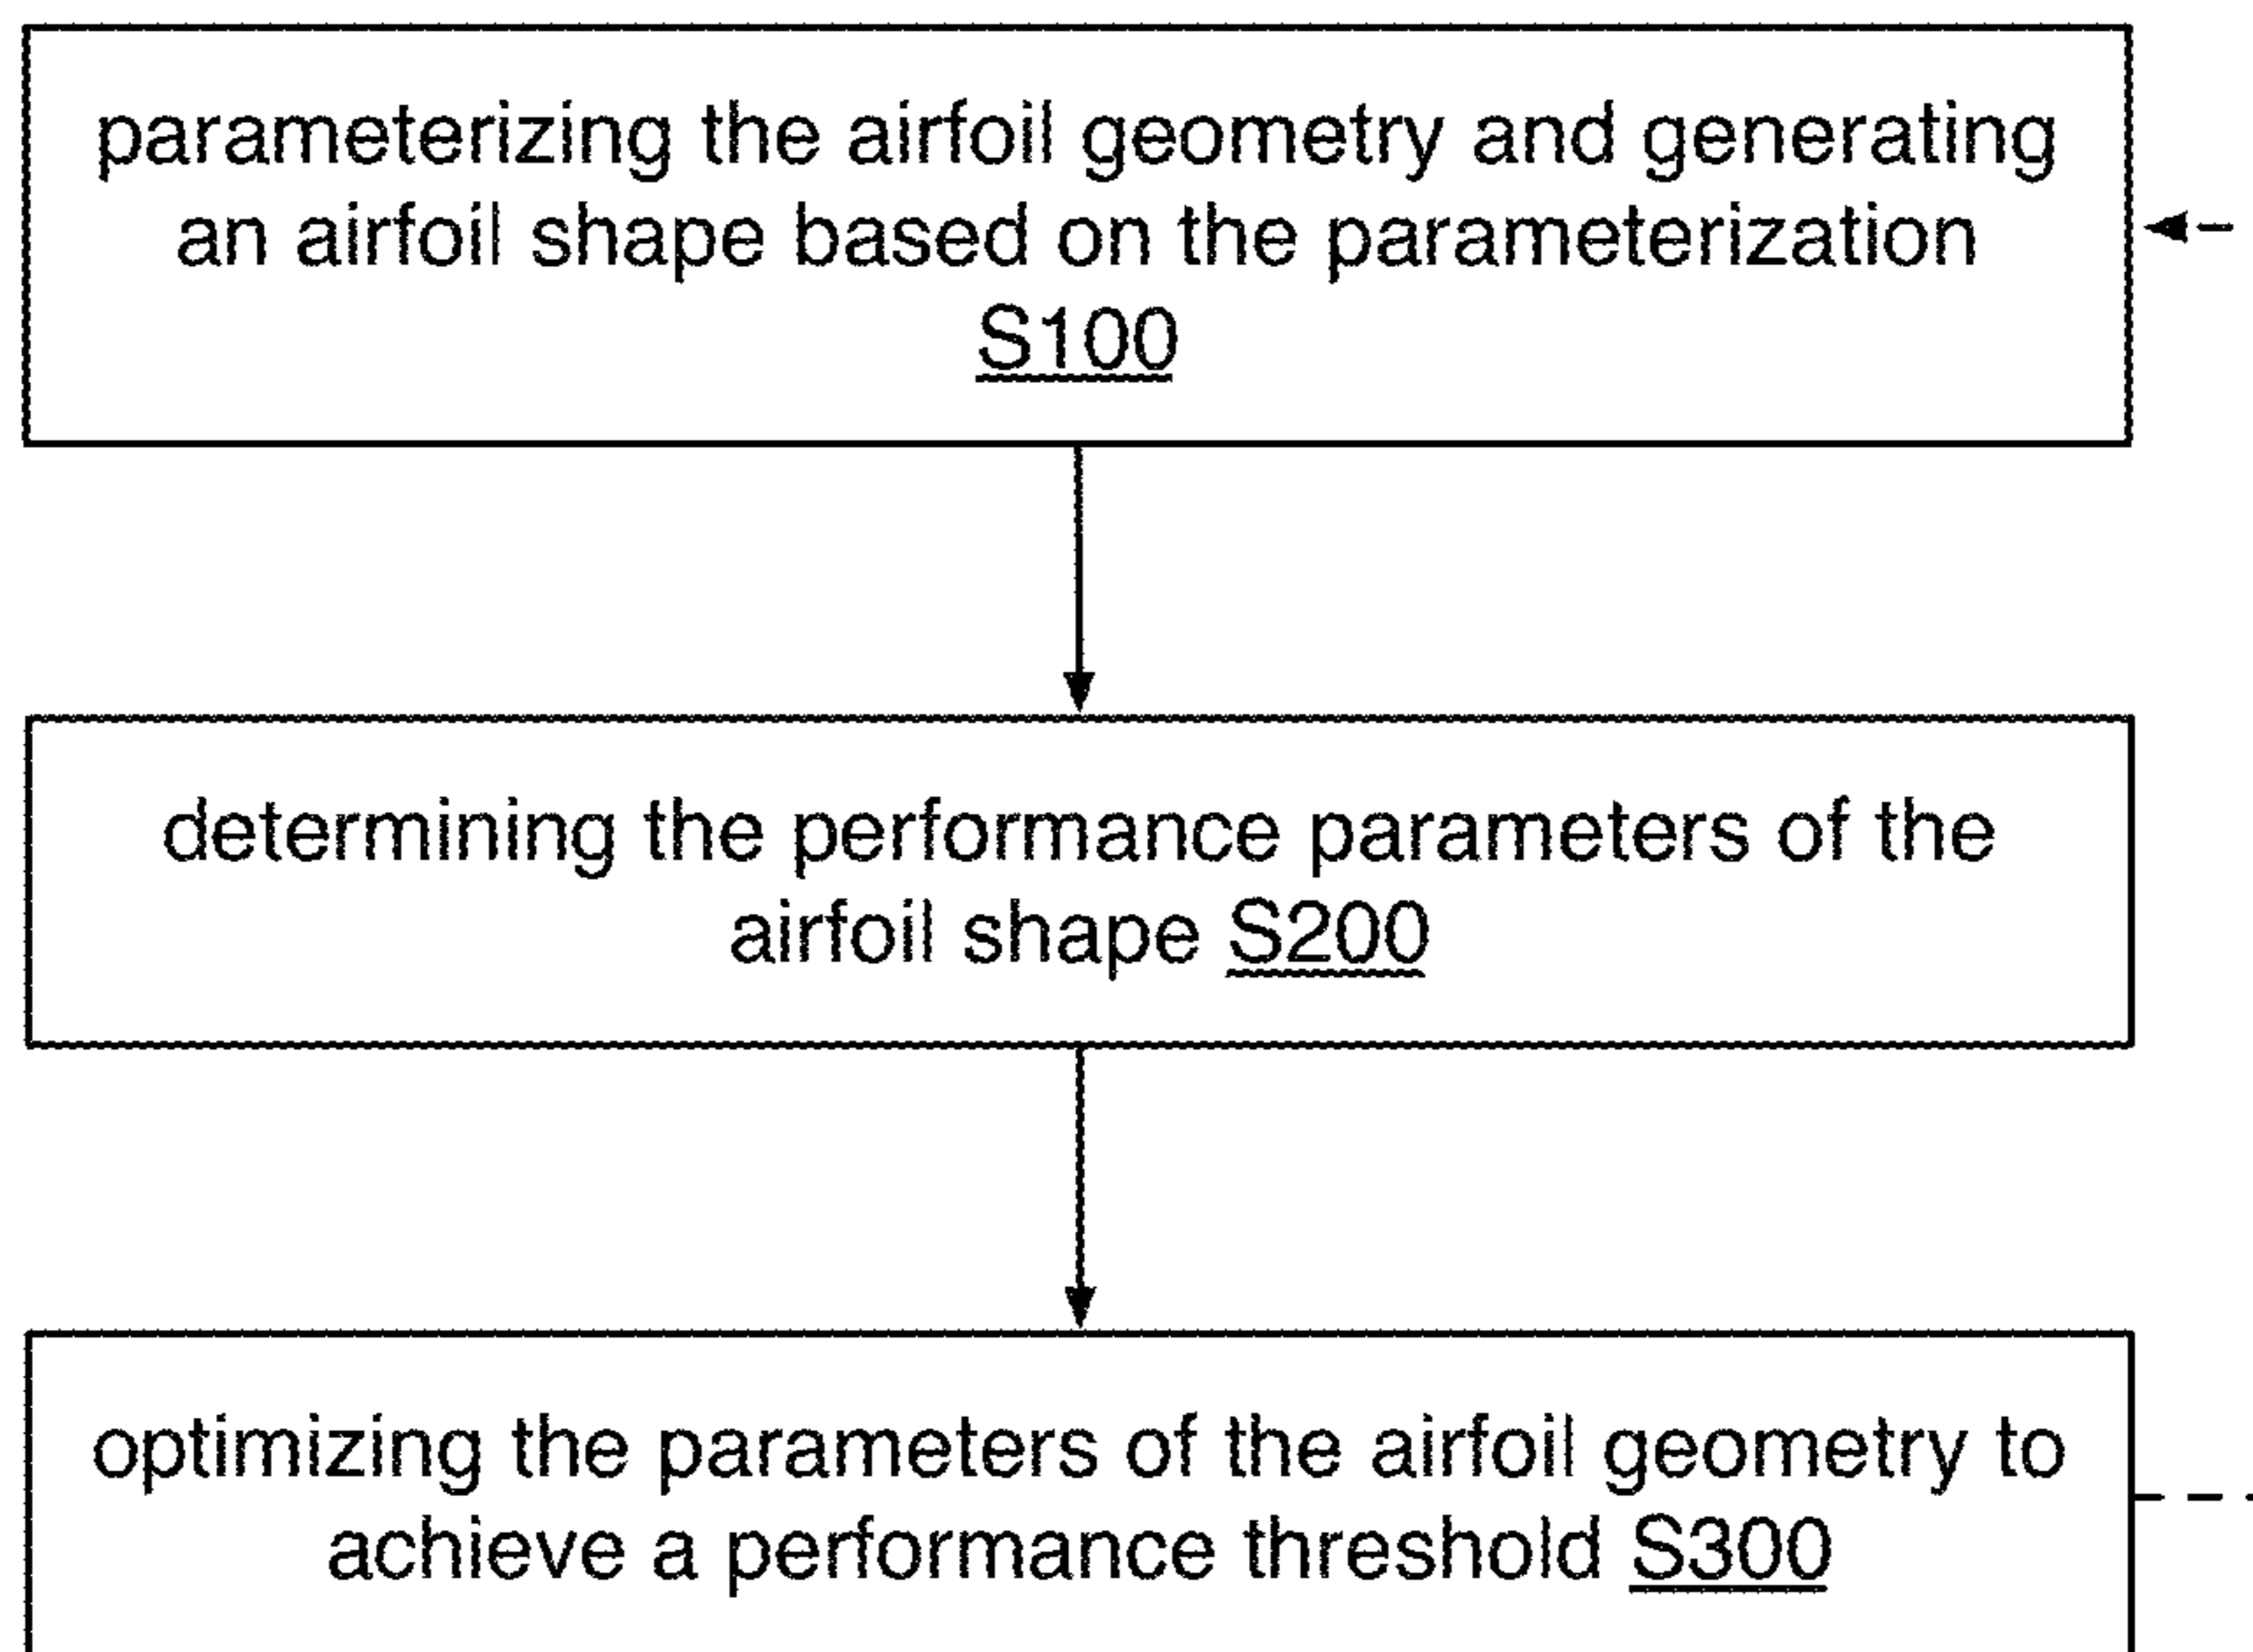 parameterizing the airfoil geometry and generating
an airfoil shape based on the parameterization
S100
determining the performance parameters of the
airfoil shape S200
optimizing the parameters of the airfoil geometry to
achieve a performance threshold S300